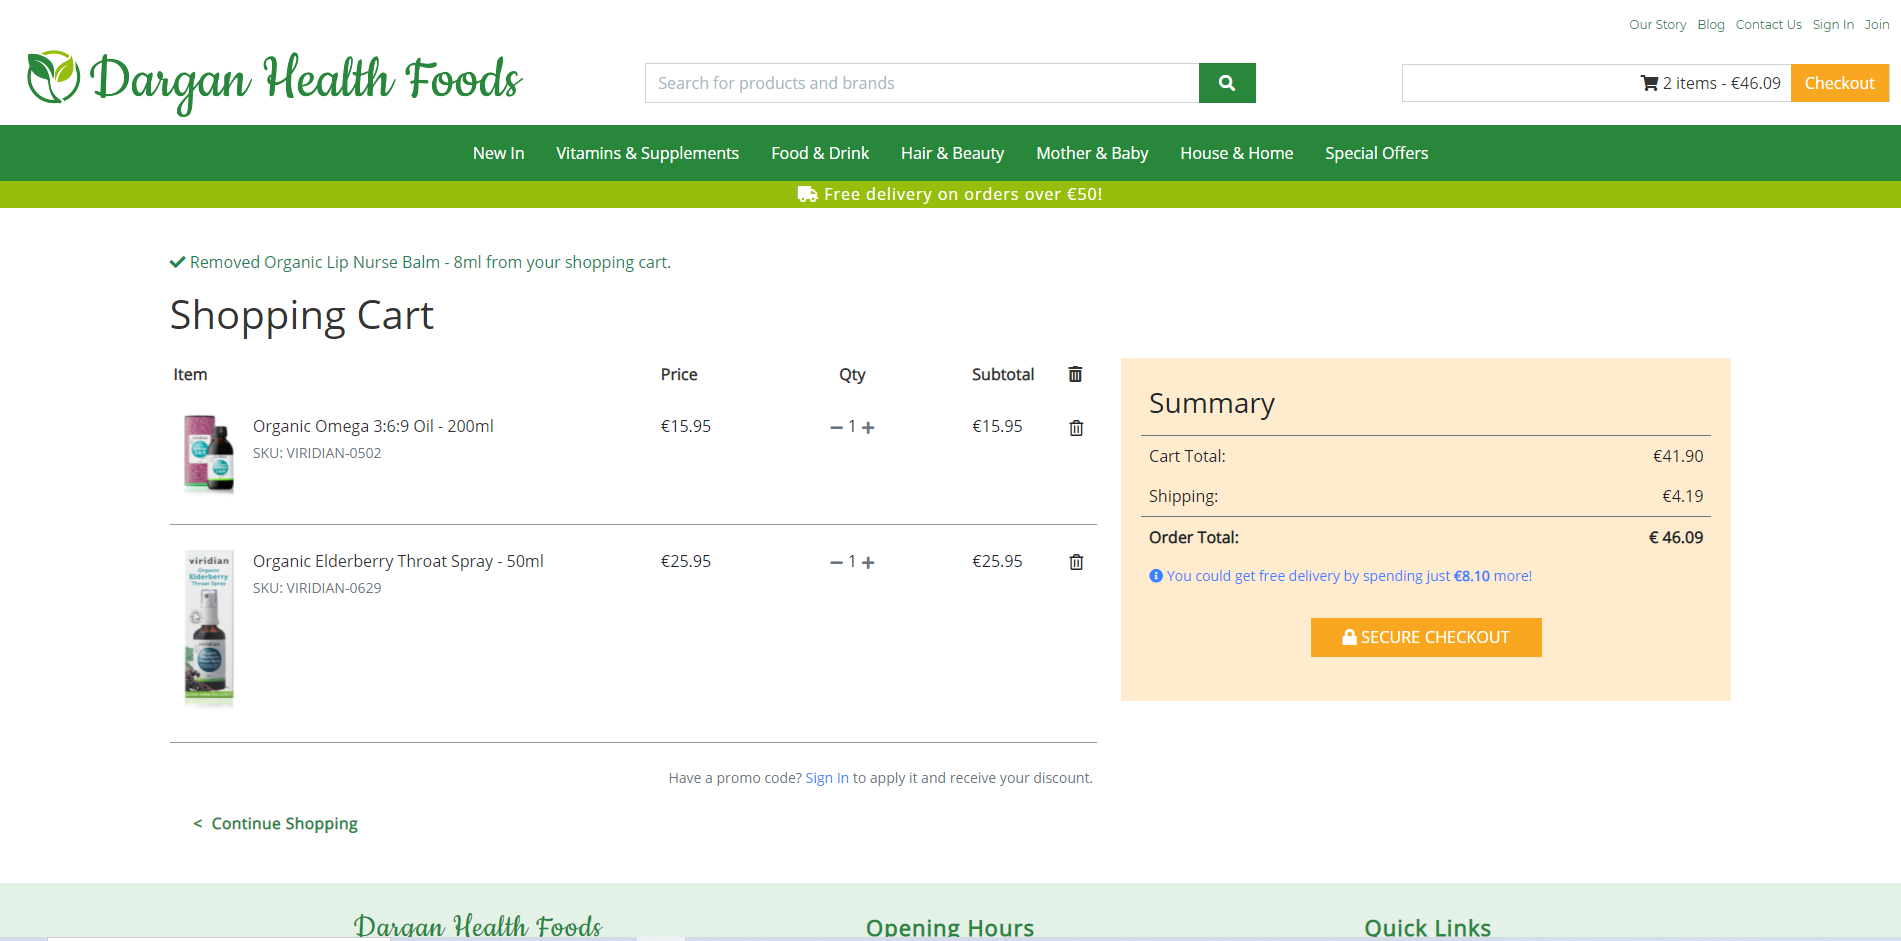 Our Story Blog Contact Us Sign In Join
Dargan Health Foods
Search for products and brands
2 items - €46.09 Checkout
New In Vitamins & Supplements Food & Drink Hair & Beauty Mother & Baby House & Home Special Offers
Free delivery on orders over €50!
Removed Organic Lip Nurse Balm - 8ml from your shopping cart.
Shopping Cart
Item Price Qty Subtotal
Organic Omega 3:6:9 Oil - 200ml €15.95 1 €15.95
SKU: VIRIDIAN-0502
viridian
Organic
Elderberry
Throat Spray
viridian
Organic Elderberry Throat Spray - 50ml €25.95 1 €25.95
SKU: VIRIDIAN-0629
Have a promo code? Sign In to apply it and receive your discount.
< Continue Shopping
Summary
Cart Total: €41.90
Shipping: €4.19
Order Total: € 46.09
You could get free delivery by spending just €8.10 more!
SECURE CHECKOUT
Dargan Health Foods
Opening Hours
Quick Links